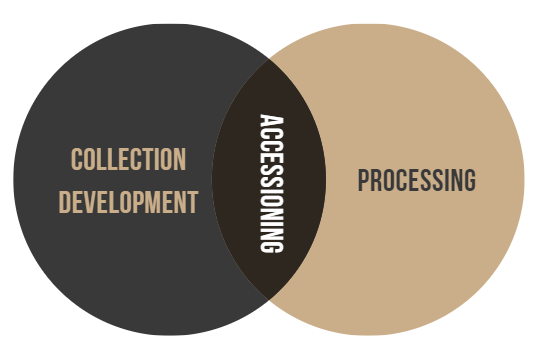 COLLECTION
DEVELOPMENT
ACCESSIONING
PROCESSING